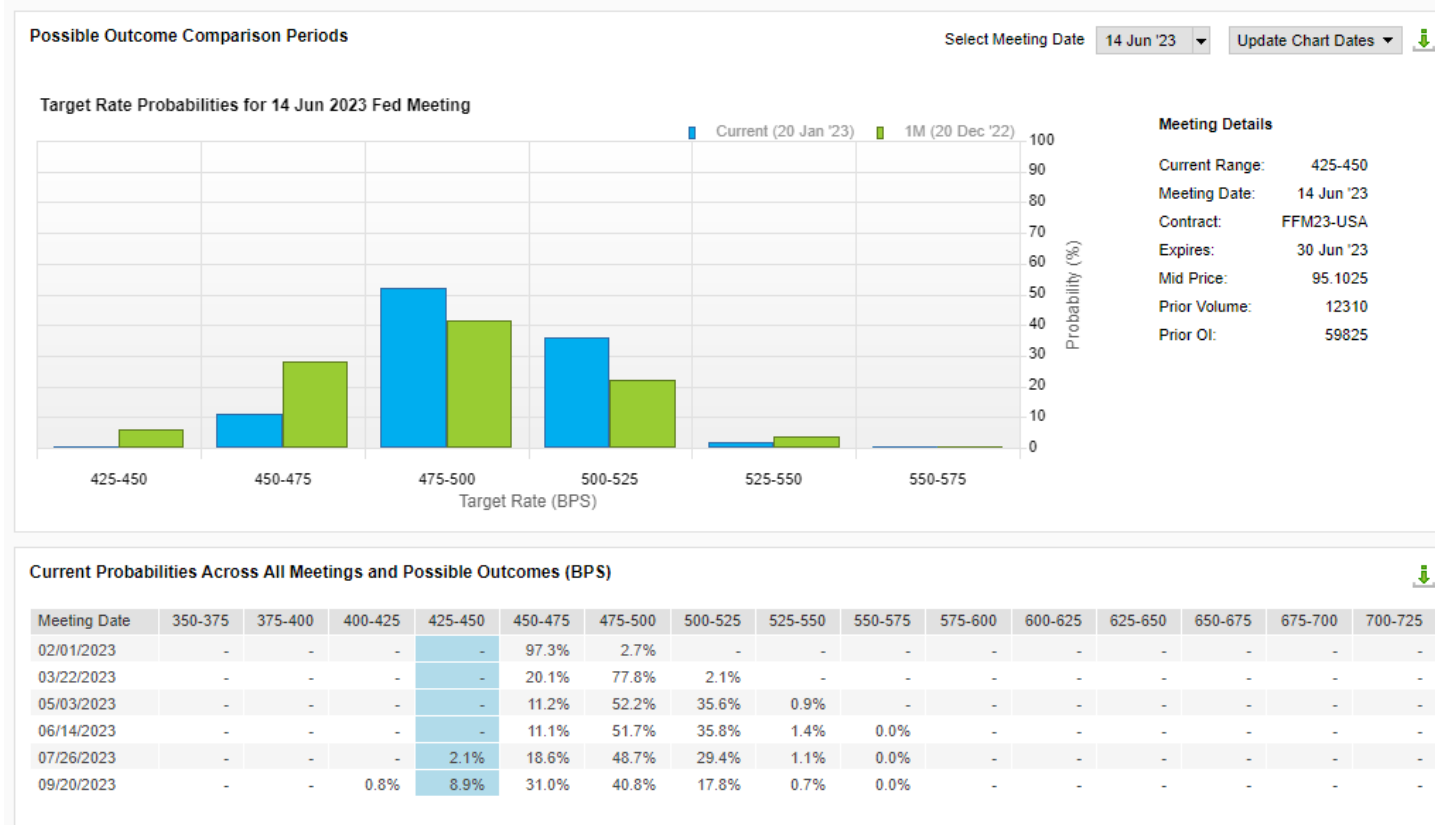 Possible Outcome Comparison Periods
Select Meeting Date 14 Jun '23 Update Chart Dates
Target Rate Probabilities for 14 Jun 2023 Fed Meeting
Current (20 Jan '23) 1M (20 Dec '22)
100
90
80
70
60
50
40
30
20
10
0
Probability (%)
425-450 450-475 475-500 500-525 525-550 550-575
Target Rate (BPS)
Meeting Details
Current Range: 425-450
Meeting Date: 14 Jun '23
Contract: FFM23-USA
Expires: 30 Jun '23
Mid Price: 95.1025
Prior Volume: 12310
Prior OI: 59825
Current Probabilities Across All Meetings and Possible Outcomes (BPS)
Meeting Date 350-375 375-400 400-425 425-450 450-475 475-500 500-525 525-550 550-575 575-600 600-625 625-650 650-675 675-700 700-725
02/01/2023 - - - - 97.3% 2.7% - - - - - - - - -
03/22/2023 - - - - 20.1% 77.8% 2.1% - - - - - - - -
05/03/2023 - - - - 11.2% 52.2% 35.6% 0.9% - - - - - - -
06/14/2023 - - - - 11.1% 51.7% 35.8% 1.4% 0.0% - - - - - -
07/26/2023 - - - 2.1% 18.6% 48.7% 29.4% 1.1% 0.0% - - - - - -
09/20/2023 - - 0.8% 8.9% 31.0% 40.8% 17.8% 0.7% 0.0% - - - - - -